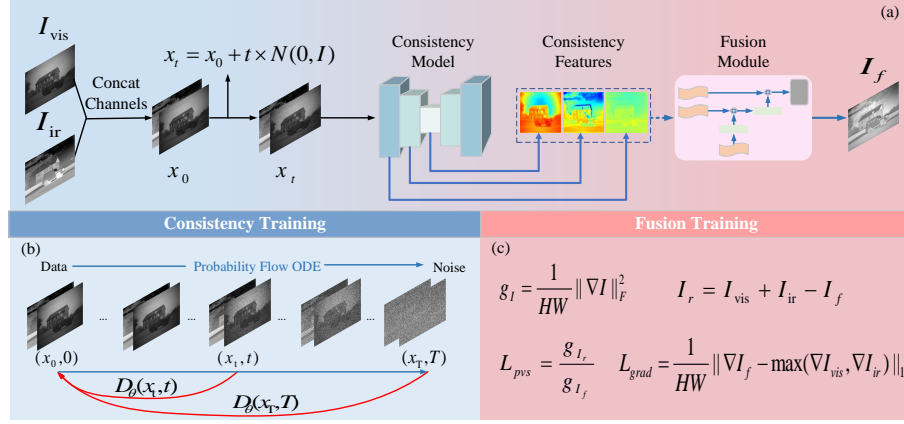 (a)
I_vis
I_ir
Concat
Channels
x_t = x_0 + t × N(0, I)
x_0
x_t
Consistency
Model
Consistency
Features
Fusion
Module
I_f
Consistency Training
Fusion Training
(b)
Data
Probability Flow ODE
Noise
... ... ... ...
(x_0,0)
(x_t,t)
(x_T,T)
D_θ(x_t,t)
D_θ(x_T,T)
(c)
g_I = 1/HW ||∇I||_F^2
I_r = I_vis + I_ir − I_f
L_pvs = g_{I_r} / g_{I_f}
L_grad = 1/HW ||∇I_f − max(∇I_vis, ∇I_ir)||_1